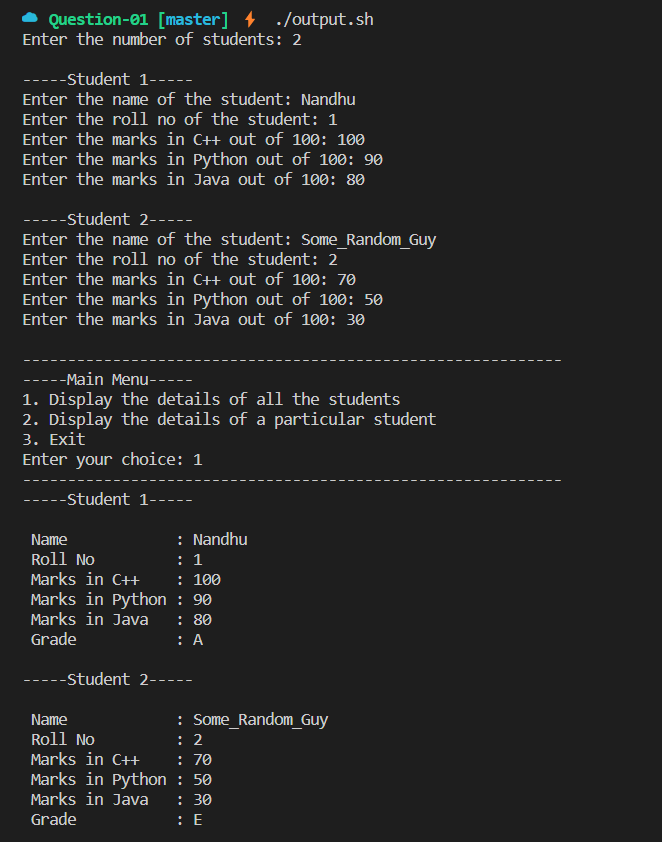 Question-01 [master] ./output.sh
Enter the number of students: 2

-----Student 1-----
Enter the name of the student: Nandhu
Enter the roll no of the student: 1
Enter the marks in C++ out of 100: 100
Enter the marks in Python out of 100: 90
Enter the marks in Java out of 100: 80

-----Student 2-----
Enter the name of the student: Some_Random_Guy
Enter the roll no of the student: 2
Enter the marks in C++ out of 100: 70
Enter the marks in Python out of 100: 50
Enter the marks in Java out of 100: 30

------------------------------------------------------------
-----Main Menu-----
1. Display the details of all the students
2. Display the details of a particular student
3. Exit
Enter your choice: 1
------------------------------------------------------------
-----Student 1-----

Name            : Nandhu
Roll No         : 1
Marks in C++    : 100
Marks in Python : 90
Marks in Java   : 80
Grade           : A

-----Student 2-----

Name            : Some_Random_Guy
Roll No         : 2
Marks in C++    : 70
Marks in Python : 50
Marks in Java   : 30
Grade           : E